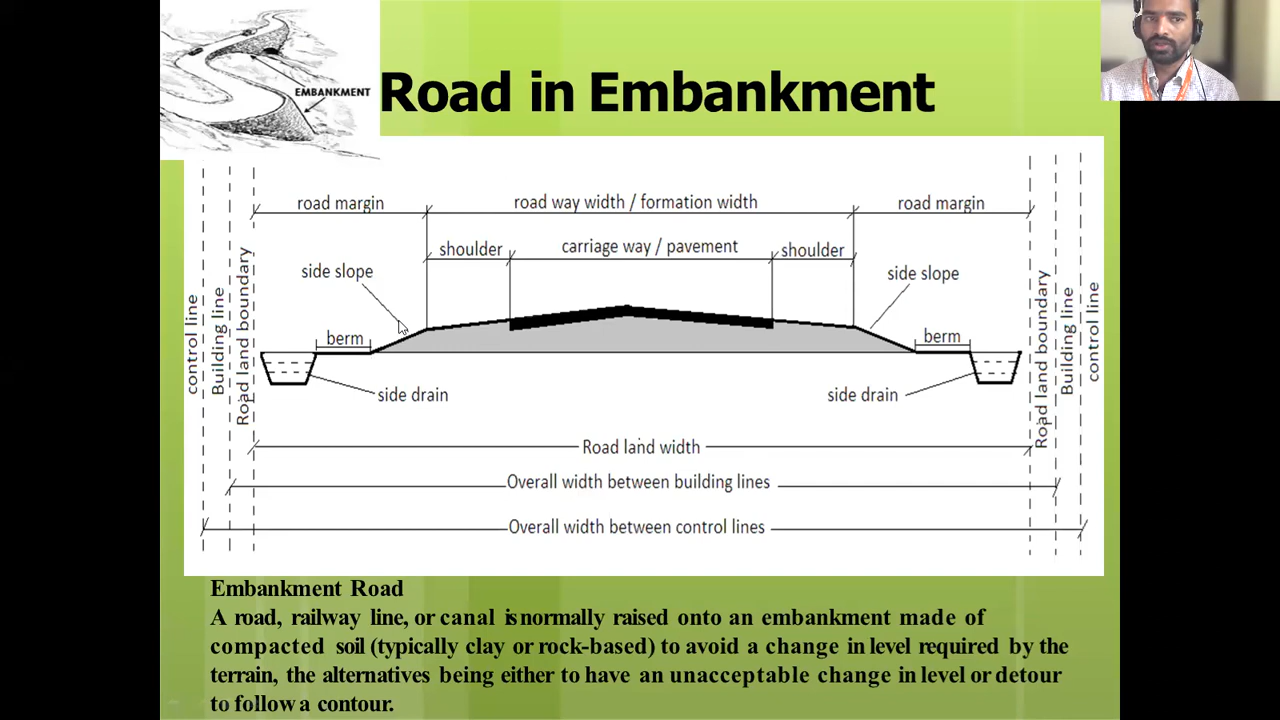 EMBANKMENT
Road in Embankment
road margin
road way width / formation width
road margin
shoulder
carriage way / pavement
shoulder
side slope
side slope
control line
Building line
Road land boundary
berm
berm
Road land boundary
Building line
control line
side drain
side drain
Road land width
Overall width between building lines
Overall width between control lines
Embankment Road
A road, railway line, or canal is normally raised onto an embankment made of
compacted soil (typically clay or rock-based) to avoid a change in level required by the
terrain, the alternatives being either to have an unacceptable change in level or detour
to follow a contour.